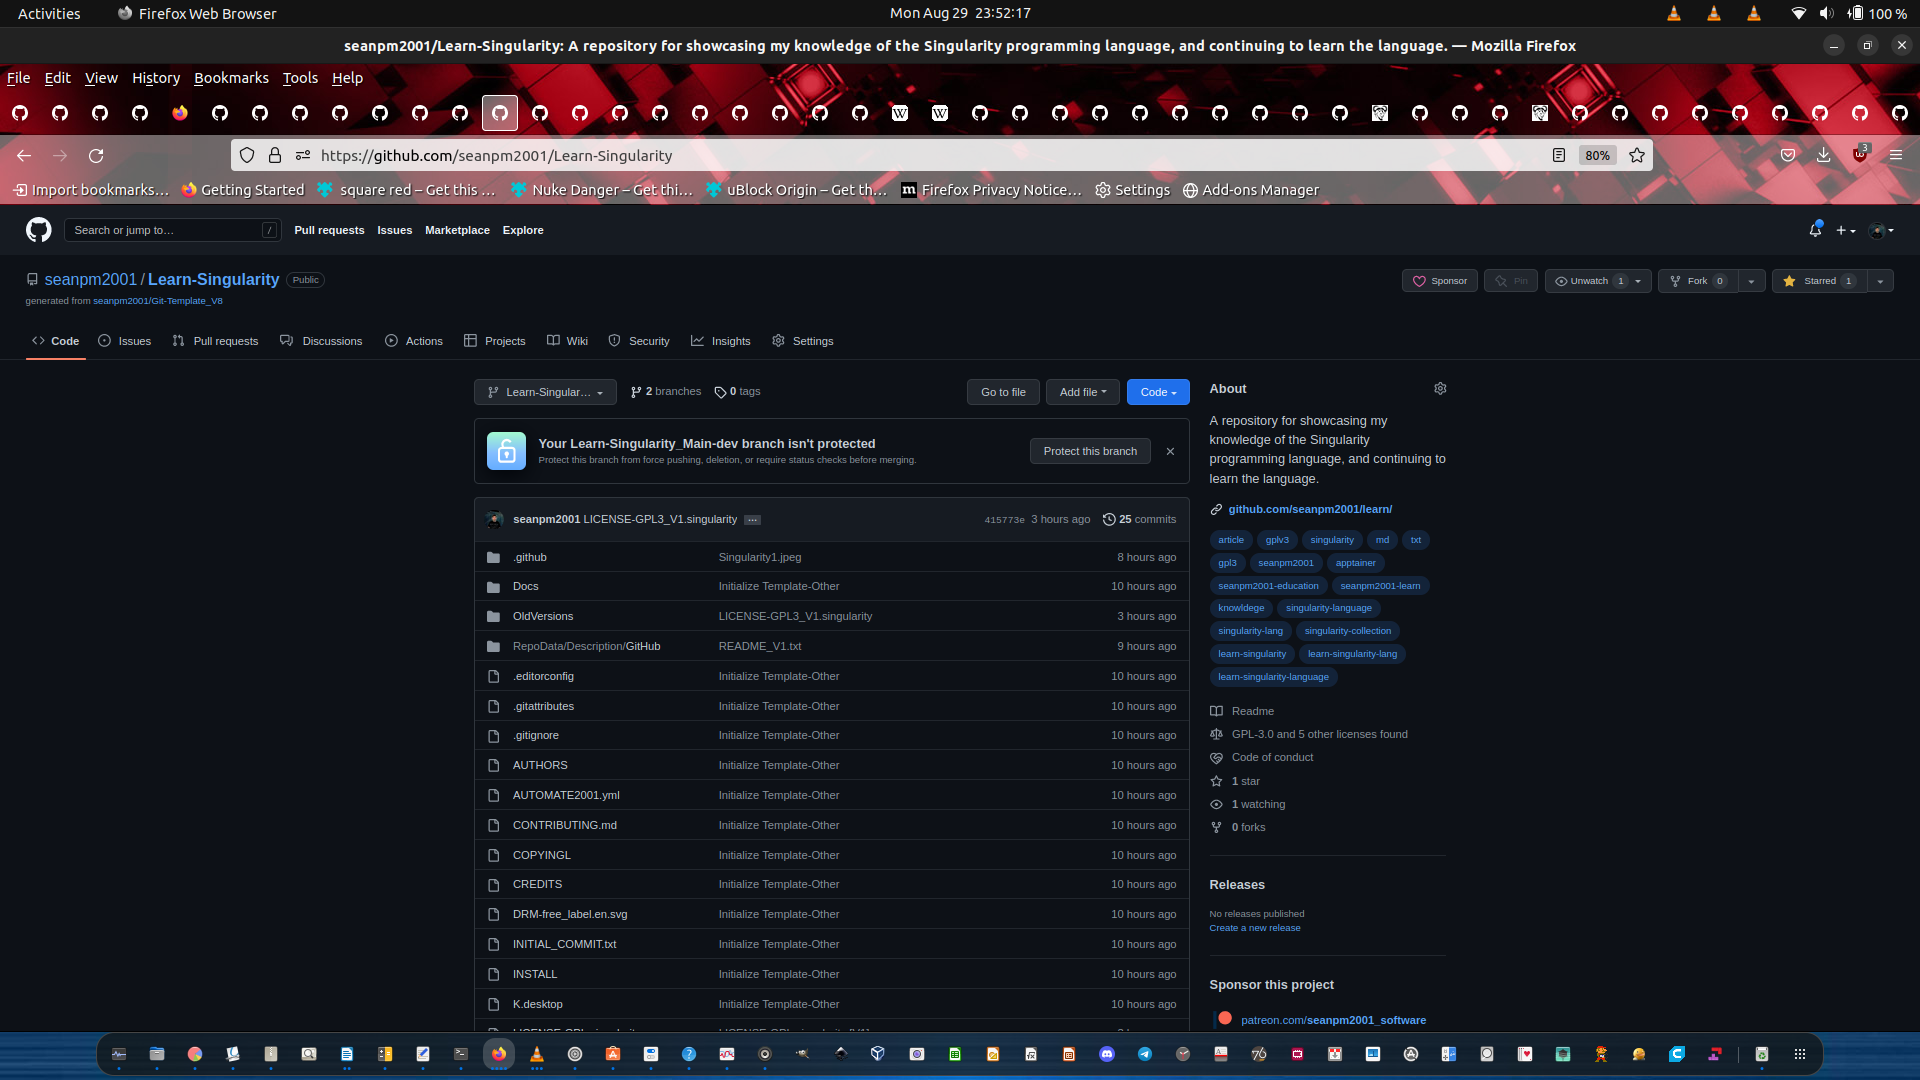 Activities
Firefox Web Browser
Mon Aug 29 23:52:17
100 %
seanpm2001/Learn-Singularity: A repository for showcasing my knowledge of the Singularity programming language, and continuing to learn the language. — Mozilla Firefox
File Edit View History Bookmarks Tools Help
https://github.com/seanpm2001/Learn-Singularity
80%
3
Import bookmarks…
Getting Started
square red – Get this …
Nuke Danger – Get thi…
uBlock Origin – Get th…
Firefox Privacy Notice…
Settings
Add-ons Manager
Search or jump to…
/
Pull requests
Issues
Marketplace
Explore
seanpm2001 / Learn-Singularity
Public
Sponsor
Pin
Unwatch 1
Fork 0
Starred 1
generated from seanpm2001/Git-Template_V8
Code
Issues
Pull requests
Discussions
Actions
Projects
Wiki
Security
Insights
Settings
Learn-Singular…
2 branches
0 tags
Go to file
Add file
Code
Your Learn-Singularity_Main-dev branch isn't protected
Protect this branch from force pushing, deletion, or require status checks before merging.
Protect this branch
seanpm2001 LICENSE-GPL3_V1.singularity …
415773e 3 hours ago
25 commits
.github Singularity1.jpeg 8 hours ago
Docs Initialize Template-Other 10 hours ago
OldVersions LICENSE-GPL3_V1.singularity 3 hours ago
RepoData/Description/GitHub README_V1.txt 9 hours ago
.editorconfig Initialize Template-Other 10 hours ago
.gitattributes Initialize Template-Other 10 hours ago
.gitignore Initialize Template-Other 10 hours ago
AUTHORS Initialize Template-Other 10 hours ago
AUTOMATE2001.yml Initialize Template-Other 10 hours ago
CONTRIBUTING.md Initialize Template-Other 10 hours ago
COPYINGL Initialize Template-Other 10 hours ago
CREDITS Initialize Template-Other 10 hours ago
DRM-free_label.en.svg Initialize Template-Other 10 hours ago
INITIAL_COMMIT.txt Initialize Template-Other 10 hours ago
INSTALL Initialize Template-Other 10 hours ago
K.desktop Initialize Template-Other 10 hours ago
About
A repository for showcasing my
knowledge of the Singularity
programming language, and continuing to
learn the language.
github.com/seanpm2001/learn/
article gplv3 singularity md txt
gpl3 seanpm2001 apptainer
seanpm2001-education seanpm2001-learn
knowldege singularity-language
singularity-lang singularity-collection
learn-singularity learn-singularity-lang
learn-singularity-language
Readme
GPL-3.0 and 5 other licenses found
Code of conduct
1 star
1 watching
0 forks
Releases
No releases published
Create a new release
Sponsor this project
patreon.com/seanpm2001_software